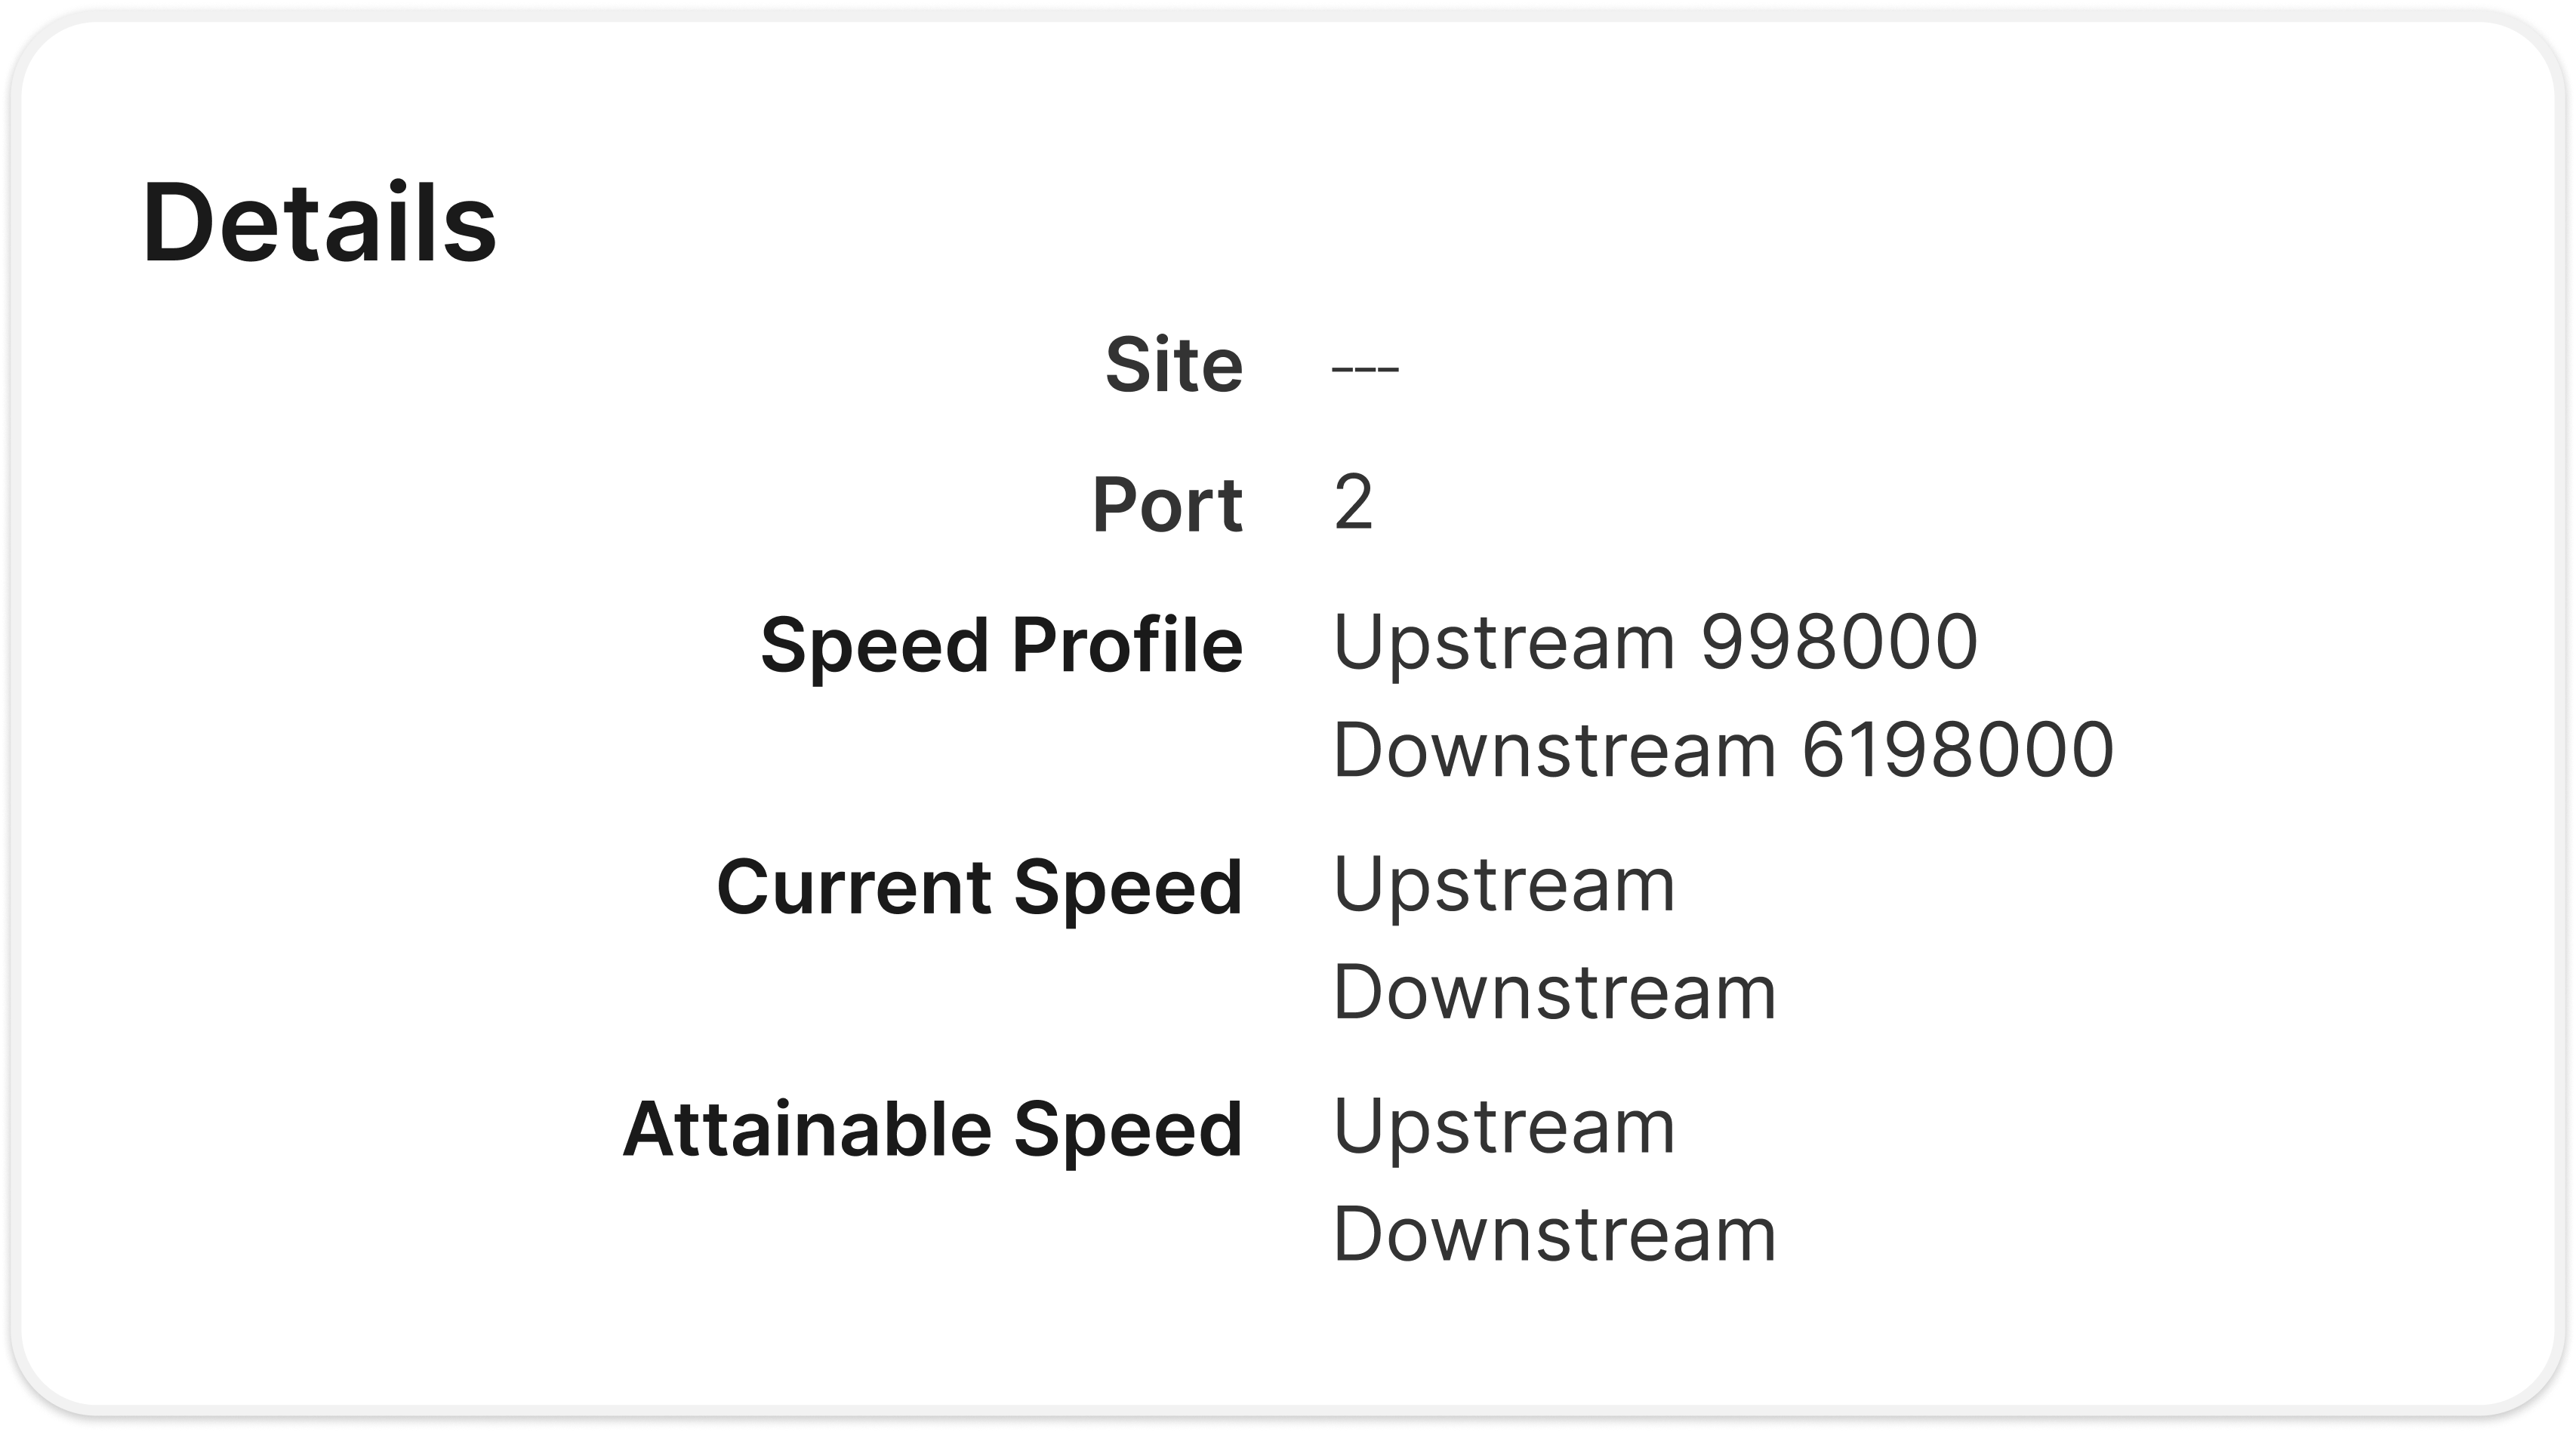 Details
Site ---
Port 2
Speed Profile Upstream 998000
Downstream 6198000
Current Speed Upstream
Downstream
Attainable Speed Upstream
Downstream